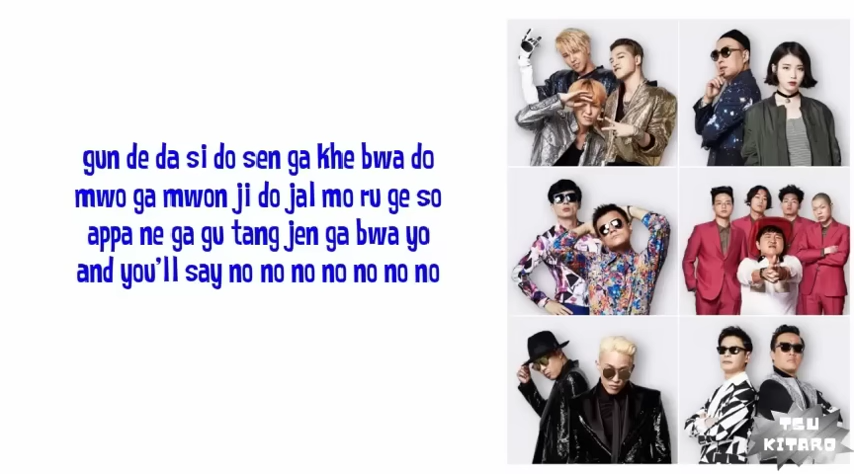 gun de da si do sen ga khe bwa do
mwo ga mwon ji do jal mo ru ge so
appa ne ga gu tang jen ga bwa yo
and you'll say no no no no no no no
TSU
KITARO